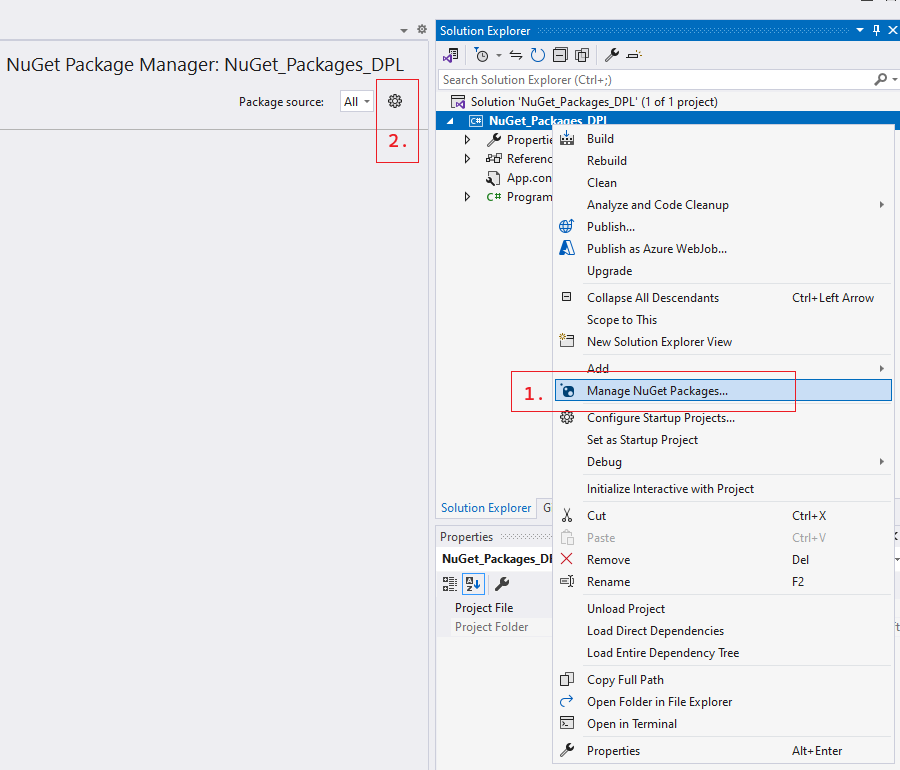 NuGet Package Manager: NuGet_Packages_DPL
Package source: All
2.
Solution Explorer
Search Solution Explorer (Ctrl+;)
Solution 'NuGet_Packages_DPL' (1 of 1 project)
C# NuGet_Packages_DPL
Propertie
Referenc
App.con
C# Program
Build
Rebuild
Clean
Analyze and Code Cleanup
Publish...
Publish as Azure WebJob...
Upgrade
Collapse All Descendants Ctrl+Left Arrow
Scope to This
New Solution Explorer View
Add
1.
Manage NuGet Packages...
Configure Startup Projects...
Set as Startup Project
Debug
Initialize Interactive with Project
Cut Ctrl+X
Paste Ctrl+V
Remove Del
Rename F2
Unload Project
Load Direct Dependencies
Load Entire Dependency Tree
Copy Full Path
Open Folder in File Explorer
Open in Terminal
Properties Alt+Enter
Solution Explorer G
Properties
NuGet_Packages_DP
Project File
Project Folder